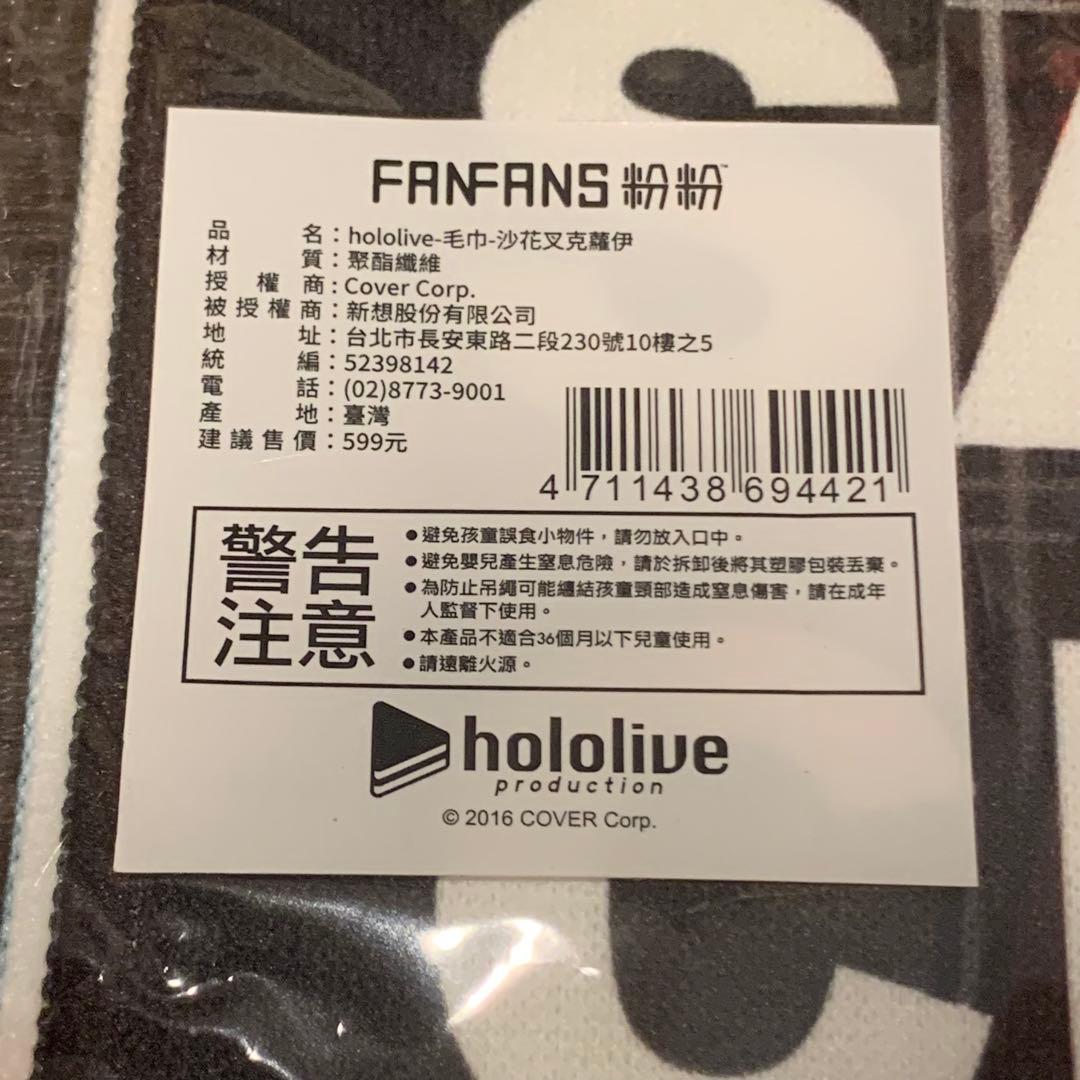 FANFANS 粉粉™
品名：hololive-毛巾-沙花叉克蘿伊
材質：聚酯纖維
授權商：Cover Corp.
被授權商：新想股份有限公司
地址：台北市長安東路二段230號10樓之5
統編：52398142
電話：(02)8773-9001
產地：臺灣
建議售價：599元
4 711438 694421
警告
注意
●避免孩童誤食小物件，請勿放入口中。
●避免嬰兒產生窒息危險，請於拆卸後將其塑膠包裝丟棄。
●為防止吊繩可能纏結孩童頸部造成窒息傷害，請在成年
人監督下使用。
●本產品不適合36個月以下兒童使用。
●請遠離火源。
hololive
production
© 2016 COVER Corp.